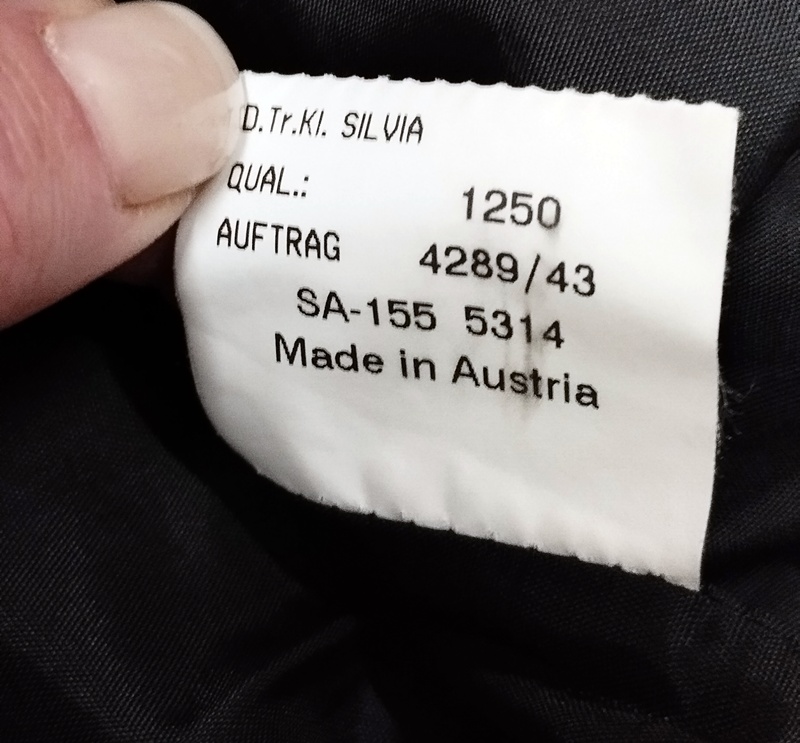 D.Tr.Kl. SILVIA
QUAL.: 1250
AUFTRAG 4289/43
SA-155 5314
Made in Austria